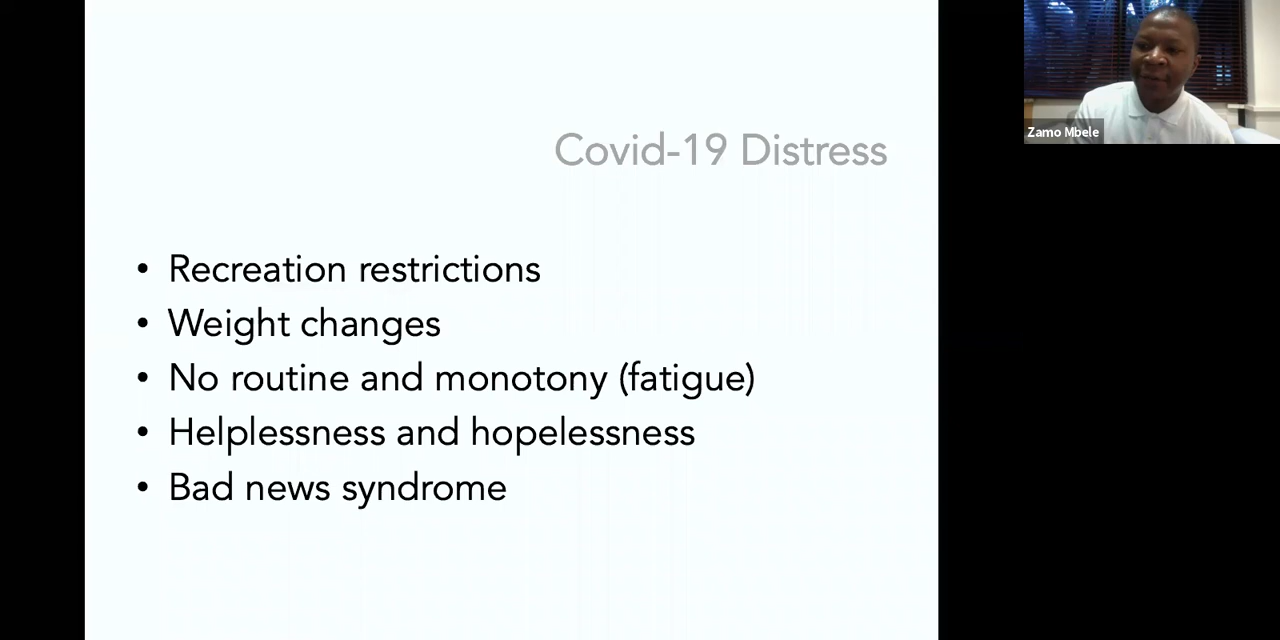 Covid-19 Distress
• Recreation restrictions
• Weight changes
• No routine and monotony (fatigue)
• Helplessness and hopelessness
• Bad news syndrome
Zamo Mbele